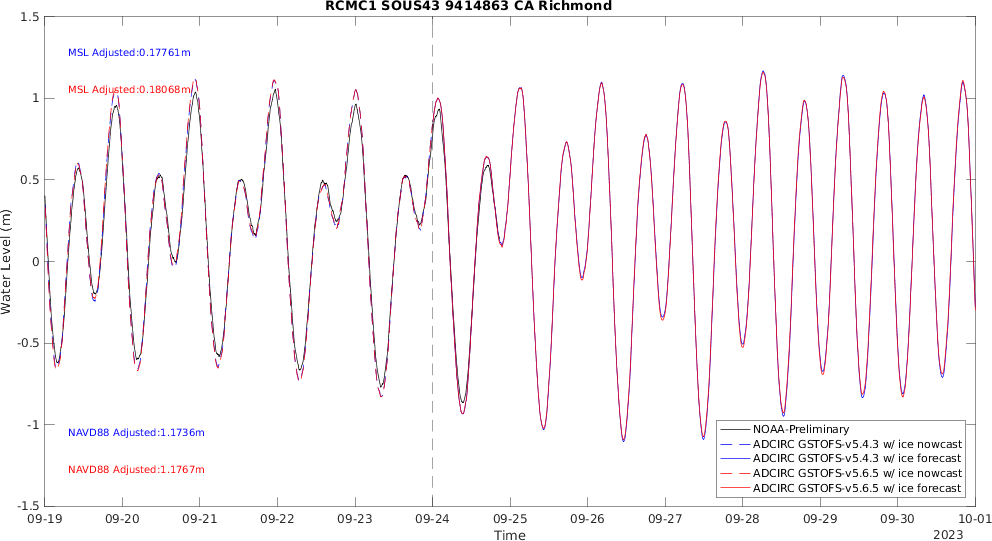 RCMC1 SOUS43 9414863 CA Richmond
1.5
1
0.5
0
-0.5
-1
-1.5
Water Level (m)
MSL Adjusted:0.17761m
MSL Adjusted:0.18068m
NAVD88 Adjusted:1.1736m
NAVD88 Adjusted:1.1767m
NOAA-Preliminary
ADCIRC GSTOFS-v5.4.3 w/ ice nowcast
ADCIRC GSTOFS-v5.4.3 w/ ice forecast
ADCIRC GSTOFS-v5.6.5 w/ ice nowcast
ADCIRC GSTOFS-v5.6.5 w/ ice forecast
09-19 09-20 09-21 09-22 09-23 09-24 09-25 09-26 09-27 09-28 09-29 09-30 10-01
Time
2023